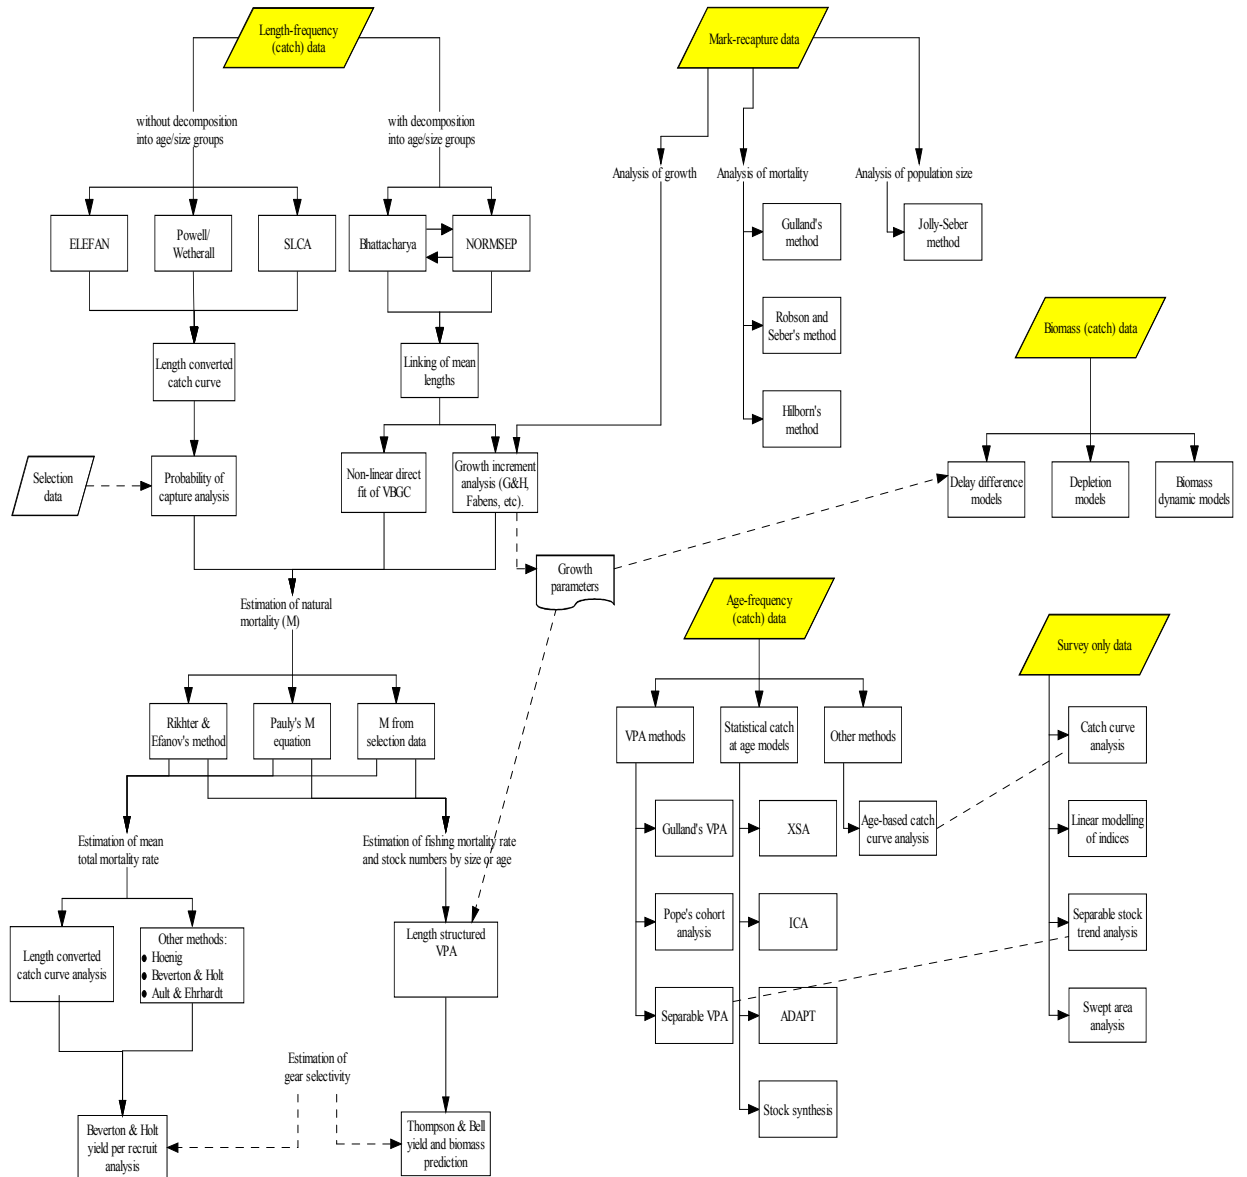 Length-frequency
(catch) data
without decomposition
into age/size groups
with decomposition
into age/size groups
ELEFAN
Powell/
Wetherall
SLCA
Bhattacharya
NORMSEP
Length converted
catch curve
Linking of mean
lengths
Selection
data
Probability of
capture analysis
Non-linear direct
fit of VBGC
Growth increment
analysis (G&H,
Fabens, etc).
Growth
parameters
Estimation of natural
mortality (M)
Rikhter &
Efanov's method
Pauly's M
equation
M from
selection data
Estimation of mean
total mortality rate
Estimation of fishing mortality rate
and stock numbers by size or age
Length converted
catch curve analysis
Other methods:
● Hoenig
● Beverton & Holt
● Ault & Ehrhardt
Length structured
VPA
Estimation of
gear selectivity
Beverton & Holt
yield per recruit
analysis
Thompson & Bell
yield and biomass
prediction
Mark-recapture data
Analysis of growth
Analysis of mortality
Analysis of population size
Gulland's
method
Robson and
Seber's method
Hilborn's
method
Jolly-Seber
method
Biomass (catch) data
Delay difference
models
Depletion
models
Biomass
dynamic models
Age-frequency
(catch) data
VPA methods
Statistical catch
at age models
Other methods
Gulland's VPA
Pope's cohort
analysis
Separable VPA
XSA
ICA
ADAPT
Stock synthesis
Age-based catch
curve analysis
Survey only data
Catch curve
analysis
Linear modelling
of indices
Separable stock
trend analysis
Swept area
analysis